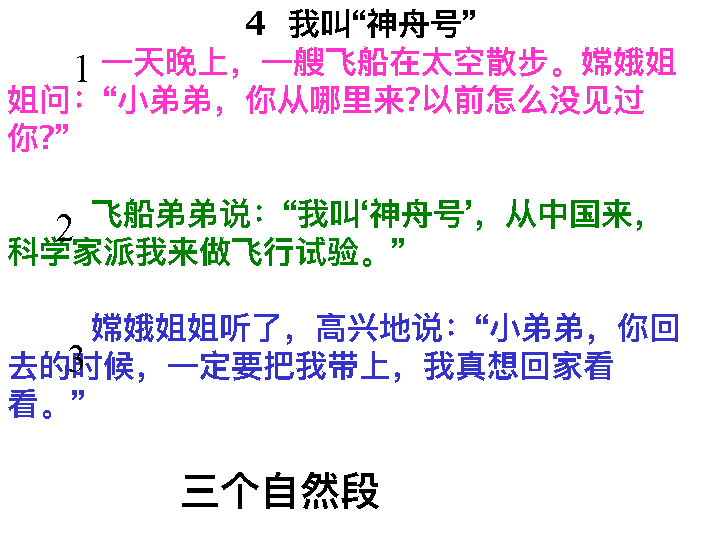 4 我叫“神舟号”
1 一天晚上，一艘飞船在太空散步。嫦娥姐
姐问：“小弟弟，你从哪里来?以前怎么没见过
你?”
2 飞船弟弟说：“我叫‘神舟号’，从中国来，
科学家派我来做飞行试验。”
3 嫦娥姐姐听了，高兴地说：“小弟弟，你回
去的时候，一定要把我带上，我真想回家看
看。”
三个自然段